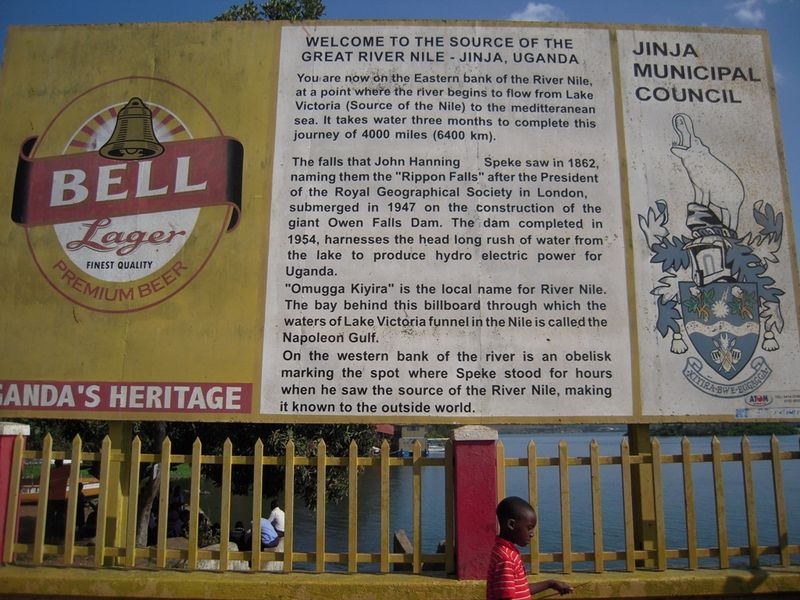 BELL
Lager
FINEST QUALITY
PREMIUM BEER
GANDA'S HERITAGE
WELCOME TO THE SOURCE OF THE
GREAT RIVER NILE - JINJA, UGANDA
You are now on the Eastern bank of the River Nile,
at a point where the river begins to flow from Lake
Victoria (Source of the Nile) to the meditteranean
sea. It takes water three months to complete this
journey of 4000 miles (6400 km).
The falls that John Hanning Speke saw in 1862,
naming them the "Rippon Falls" after the President
of the Royal Geographical Society in London,
submerged in 1947 on the construction of the
giant Owen Falls Dam. The dam completed in
1954, harnesses the head long rush of water from
the lake to produce hydro electric power for
Uganda.
"Omugga Kiyira" is the local name for River Nile.
The bay behind this billboard through which the
waters of Lake Victoria funnel in the Nile is called the
Napoleon Gulf.
On the western bank of the river is an obelisk
marking the spot where Speke stood for hours
when he saw the source of the River Nile, making
it known to the outside world.
JINJA
MUNICIPAL
COUNCIL
KIYIRA-BWE-BUGAGGA
ATOM